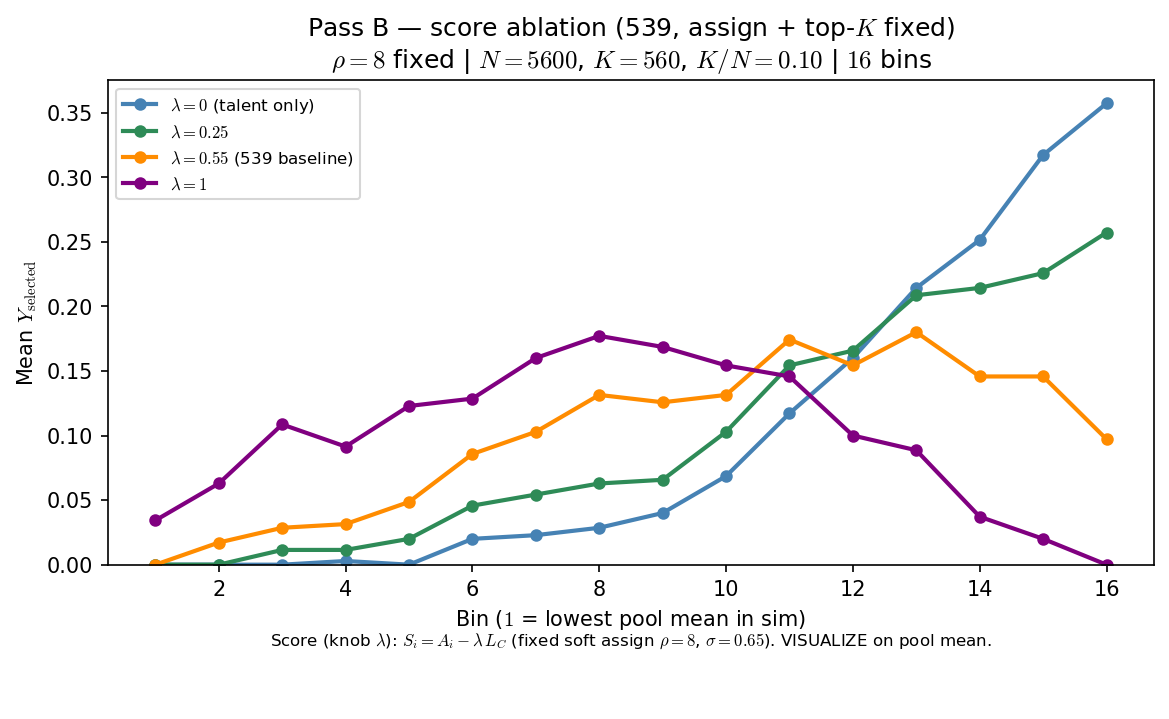 Pass B — score ablation (539, assign + top-K fixed)
ρ = 8 fixed | N = 5600, K = 560, K/N = 0.10 | 16 bins
λ = 0 (talent only)
λ = 0.25
λ = 0.55 (539 baseline)
λ = 1
0.35
0.30
0.25
0.20
0.15
0.10
0.05
0.00
Mean Y_selected
2 4 6 8 10 12 14 16
Bin (1 = lowest pool mean in sim)
Score (knob λ): S_i = A_i − λ L_C (fixed soft assign ρ = 8, σ = 0.65). VISUALIZE on pool mean.